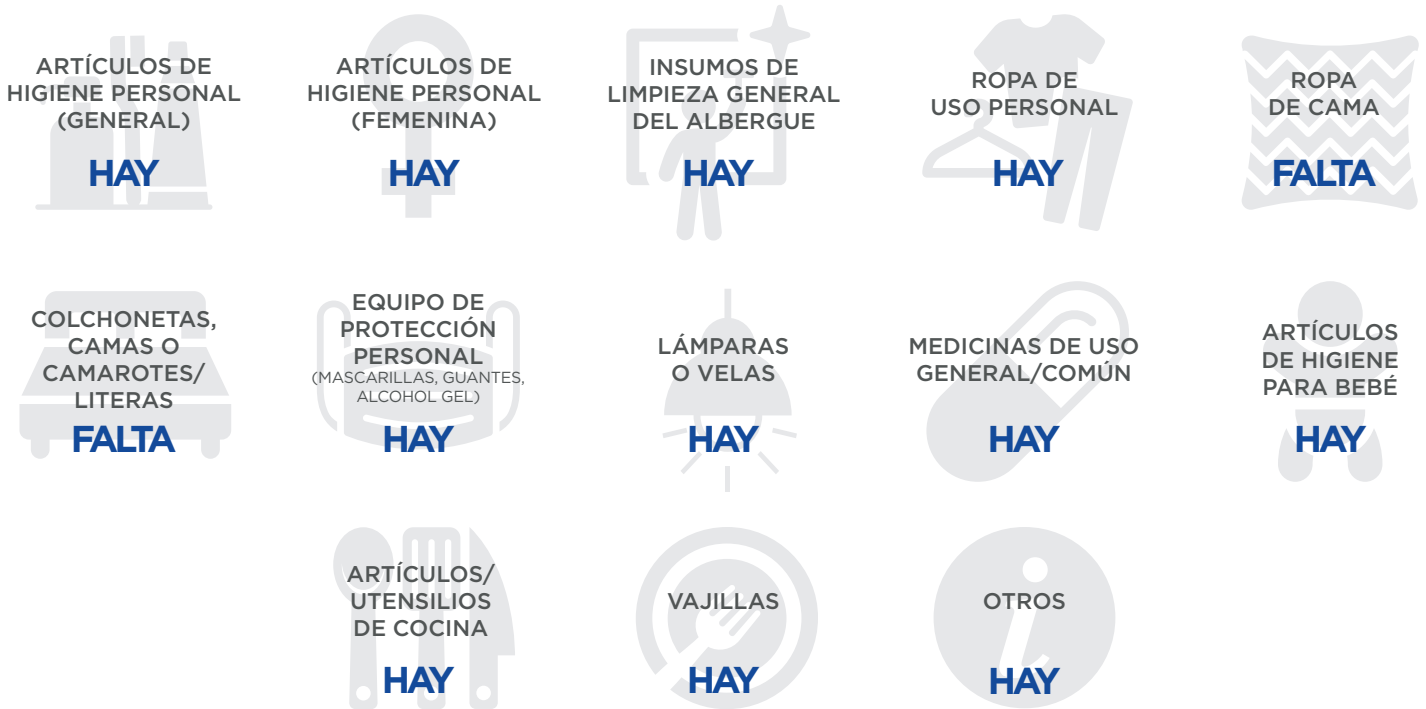 ARTÍCULOS DE
HIGIENE PERSONAL
(GENERAL)
HAY
ARTÍCULOS DE
HIGIENE PERSONAL
(FEMENINA)
HAY
INSUMOS DE
LIMPIEZA GENERAL
DEL ALBERGUE
HAY
ROPA DE
USO PERSONAL
HAY
ROPA
DE CAMA
FALTA
COLCHONETAS,
CAMAS O
CAMAROTES/
LITERAS
FALTA
EQUIPO DE
PROTECCIÓN
PERSONAL
(MASCARILLAS, GUANTES,
ALCOHOL GEL)
HAY
LÁMPARAS
O VELAS
HAY
MEDICINAS DE USO
GENERAL/COMÚN
HAY
ARTÍCULOS
DE HIGIENE
PARA BEBÉ
HAY
ARTÍCULOS/
UTENSILIOS
DE COCINA
HAY
VAJILLAS
HAY
OTROS
HAY